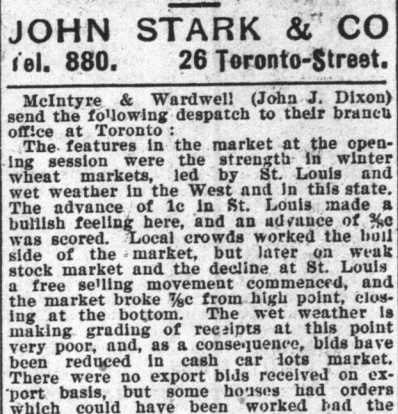 JOHN STARK & CO
Tel. 880. 26 Toronto-Street.
McIntyre & Wardwell (John J. Dixon)
send the following despatch to their branch
office at Toronto :
The features in the market at the open-
ing session were the strength in winter
wheat markets, led by St. Louis and
wet weather in the West and in this state.
The advance of 1c in St. Louis made a
bullish feeling here, and an advance of ⅜c
was scored. Local crowds worked the bull
side of the market, but later on weak
stock market and the decline at St. Louis
a free selling movement commenced, and
the market broke ⅞c from high point, clos-
ing at the bottom. The wet weather is
making grading of receipts at this point
very poor, and, as a consequence, bids have
been reduced in cash car lots market.
There were no export bids received on ex-
port basis, but some houses had orders
which could have been worked had the